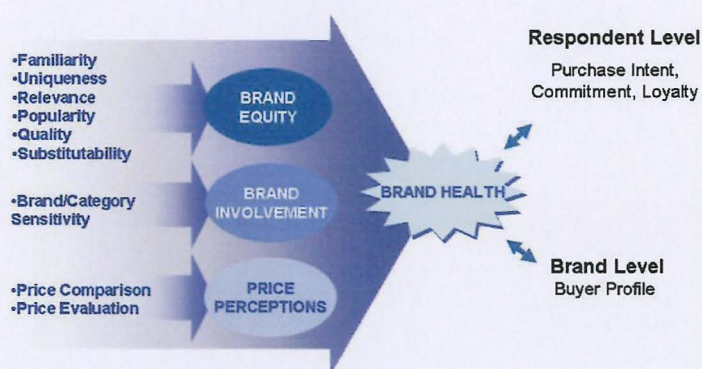 •Familiarity
•Uniqueness
•Relevance
•Popularity
•Quality
•Substitutability
BRAND
EQUITY
•Brand/Category
Sensitivity
BRAND
INVOLVEMENT
•Price Comparison
•Price Evaluation
PRICE
PERCEPTIONS
BRAND HEALTH
Respondent Level
Purchase Intent,
Commitment, Loyalty
Brand Level
Buyer Profile